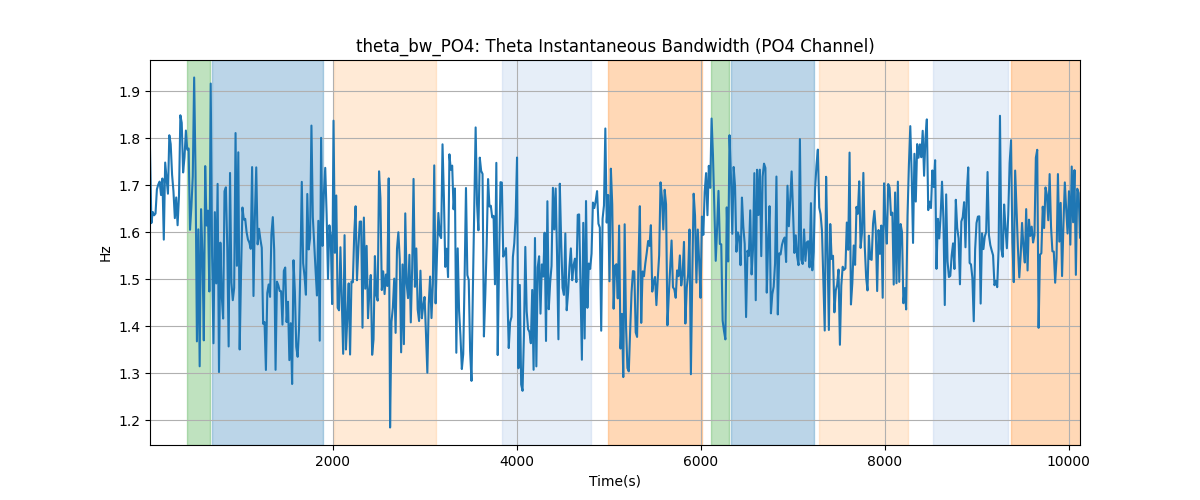 theta_bw_PO4: Theta Instantaneous Bandwidth (PO4 Channel)
Hz
1.9
1.8
1.7
1.6
1.5
1.4
1.3
1.2
2000 4000 6000 8000 10000
Time(s)